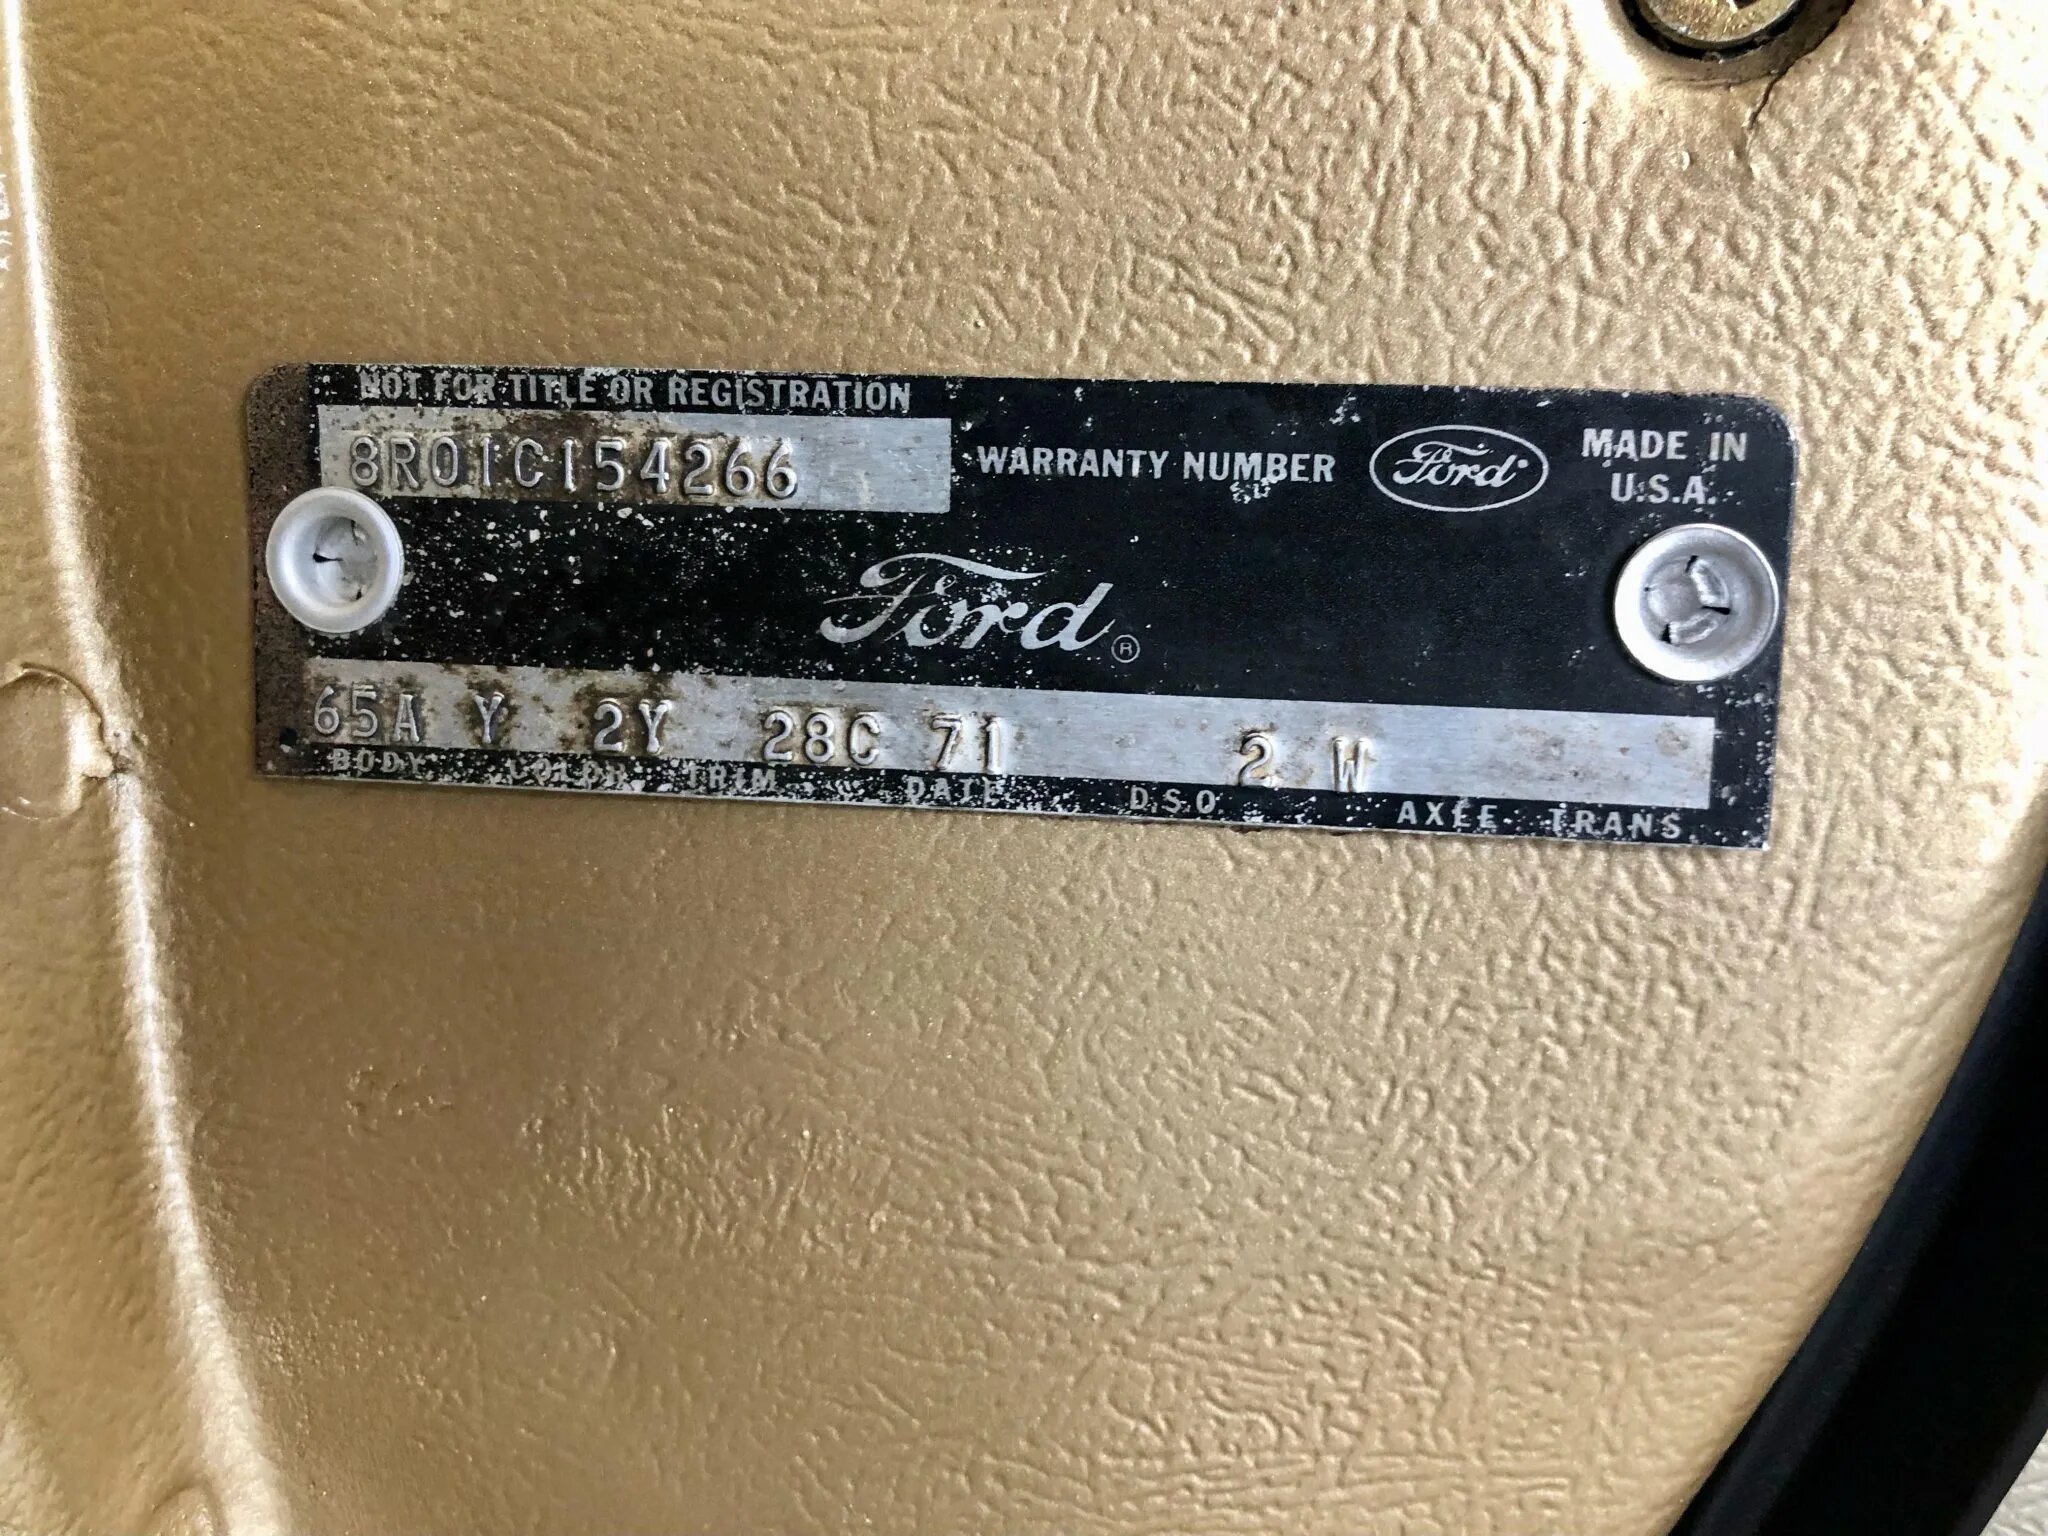 NOT FOR TITLE OR REGISTRATION
8R01C154266
WARRANTY NUMBER
Ford
MADE IN
U.S.A.
Ford ®
65A Y 2Y 28C 71 2 W
BODY COLOR TRIM DATE D.S.O. AXLE TRANS